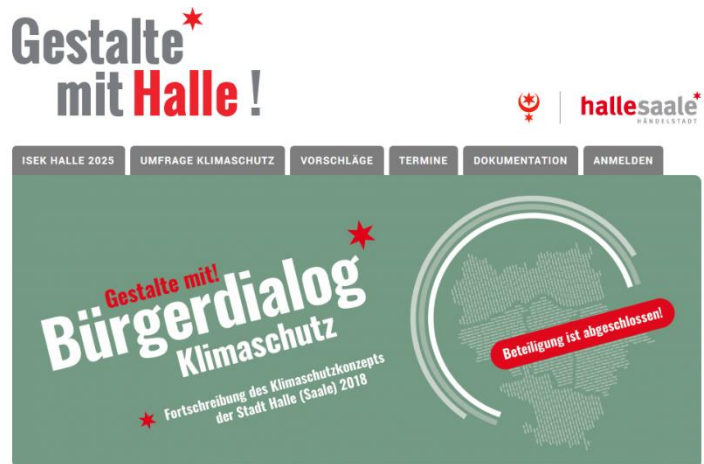 Gestalte
mit Halle !
hallesaale
HÄNDELSTADT
ISEK HALLE 2025
UMFRAGE KLIMASCHUTZ
VORSCHLÄGE
TERMINE
DOKUMENTATION
ANMELDEN
Gestalte mit!
Bürgerdialog
Klimaschutz
Fortschreibung des Klimaschutzkonzepts
der Stadt Halle (Saale) 2018
Beteiligung ist abgeschlossen!